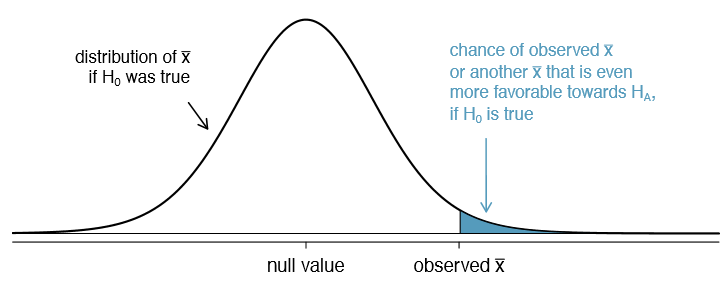 distribution of x̅
if H₀ was true
chance of observed x̅
or another x̅ that is even
more favorable towards Hₐ,
if H₀ is true
null value
observed x̅